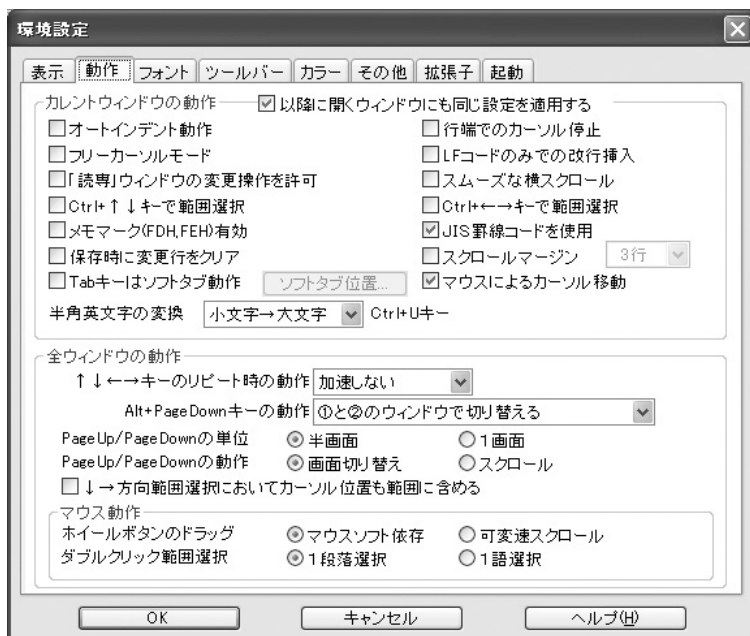 環境設定
表示 動作 フォント ツールバー カラー その他 拡張子 起動
カレントウィンドウの動作 以降に開くウィンドウにも同じ設定を適用する
オートインデント動作 行端でのカーソル停止
フリーカーソルモード LFコードのみでの改行挿入
「読専」ウィンドウの変更操作を許可 スムーズな横スクロール
Ctrl+↑↓キーで範囲選択 Ctrl+←→キーで範囲選択
メモマーク(FDH,FEH)有効 JIS罫線コードを使用
保存時に変更行をクリア スクロールマージン 3行
Tabキーはソフトタブ動作 ソフトタブ位置... マウスによるカーソル移動
半角英文字の変換 小文字→大文字 Ctrl+Uキー
全ウィンドウの動作
↑↓←→キーのリピート時の動作 加速しない
Alt+PageDownキーの動作 ①と②のウィンドウで切り替える
PageUp/PageDownの単位 半画面 1画面
PageUp/PageDownの動作 画面切り替え スクロール
↓→方向範囲選択においてカーソル位置も範囲に含める
マウス動作
ホイールボタンのドラッグ マウスソフト依存 可変速スクロール
ダブルクリック範囲選択 1段落選択 1語選択
OK キャンセル ヘルプ(H)